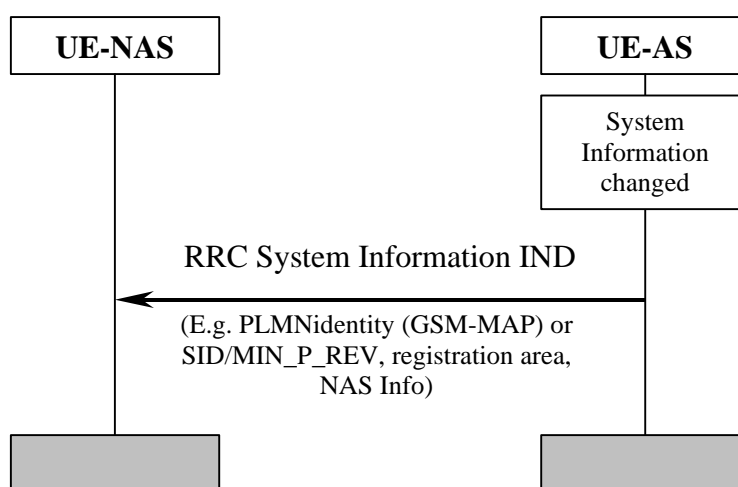 UE-NAS
UE-AS
System
Information
changed
RRC System Information IND
(E.g. PLMNidentity (GSM-MAP) or
SID/MIN_P_REV, registration area,
NAS Info)